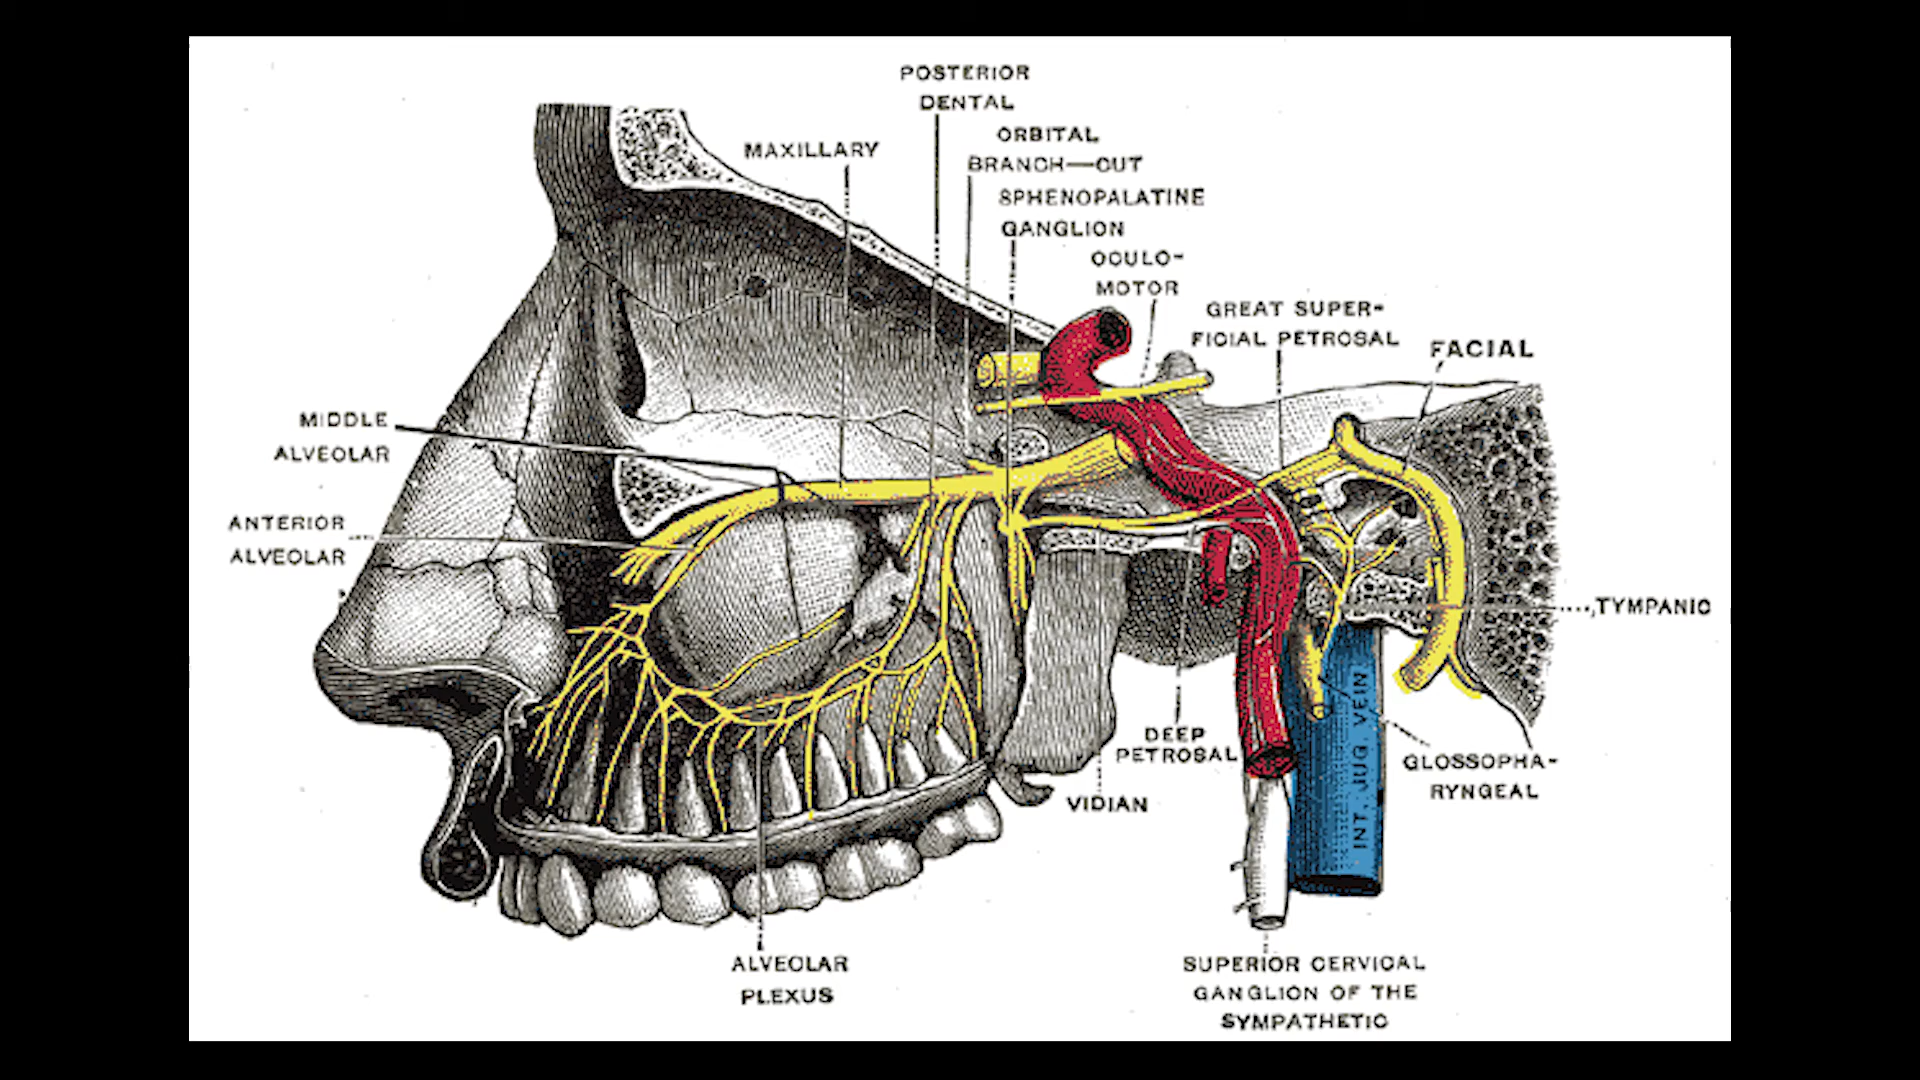 POSTERIOR
DENTAL
ORBITAL
BRANCH—CUT
MAXILLARY
SPHENOPALATINE
GANGLION
OCULO-
MOTOR
GREAT SUPER-
FICIAL PETROSAL
FACIAL
MIDDLE
ALVEOLAR
ANTERIOR
ALVEOLAR
TYMPANIC
INT. JUG. VEIN
DEEP
PETROSAL
VIDIAN
GLOSSOPHA-
RYNGEAL
ALVEOLAR
PLEXUS
SUPERIOR CERVICAL
GANGLION OF THE
SYMPATHETIC